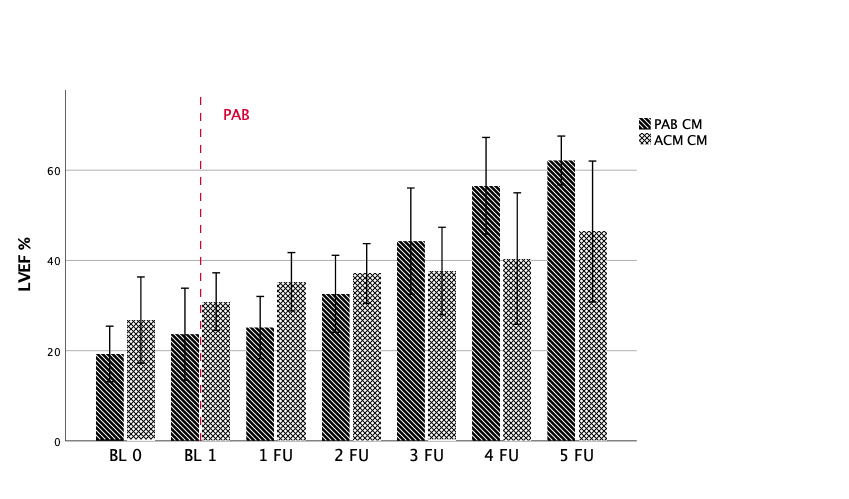 PAB
PAB CM
ACM CM
60
40
20
0
LVEF %
BL 0 BL 1 1 FU 2 FU 3 FU 4 FU 5 FU